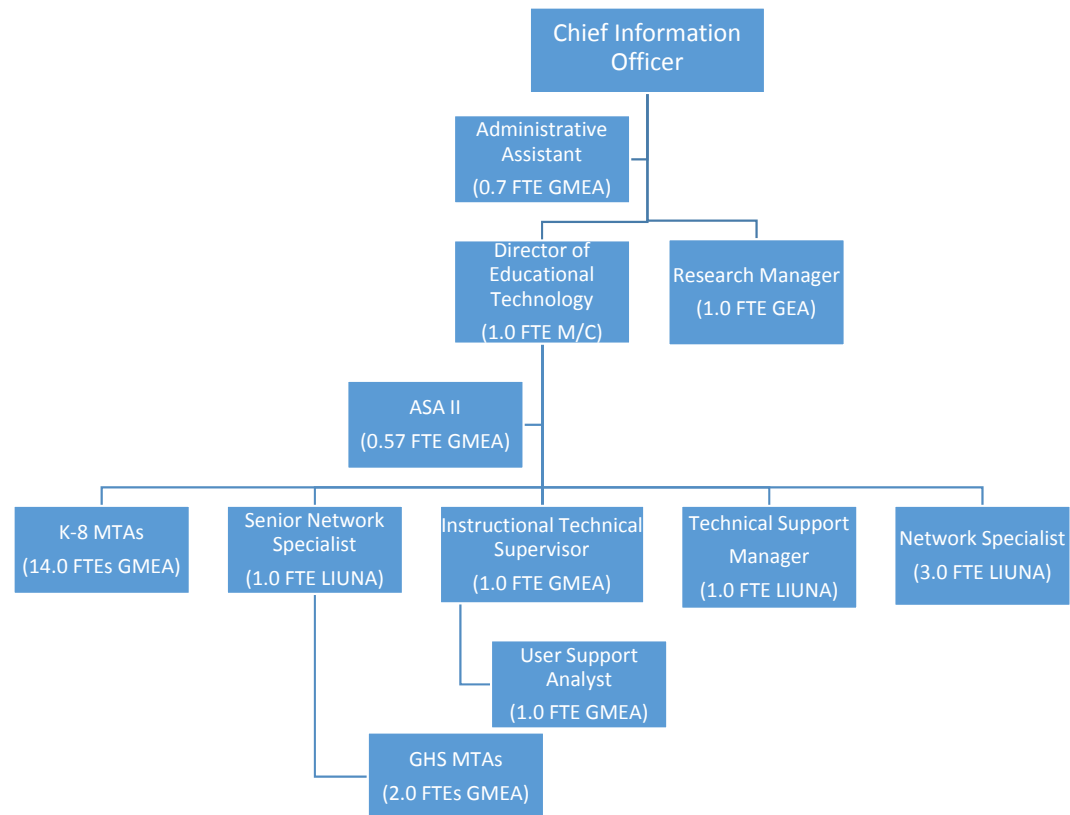 Chief Information
Officer
Administrative
Assistant
(0.7 FTE GMEA)
Director of
Educational
Technology
(1.0 FTE M/C)
Research Manager
(1.0 FTE GEA)
ASA II
(0.57 FTE GMEA)
K-8 MTAs
(14.0 FTEs GMEA)
Senior Network
Specialist
(1.0 FTE LIUNA)
Instructional Technical
Supervisor
(1.0 FTE GMEA)
Technical Support
Manager
(1.0 FTE LIUNA)
Network Specialist
(3.0 FTE LIUNA)
User Support
Analyst
(1.0 FTE GMEA)
GHS MTAs
(2.0 FTEs GMEA)